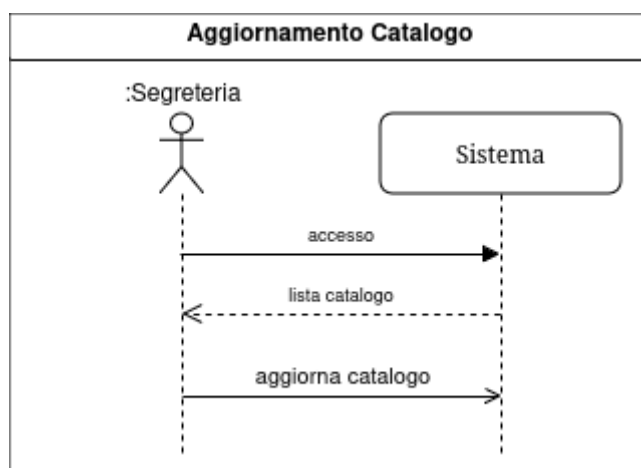 Aggiornamento Catalogo
:Segreteria
Sistema
accesso
lista catalogo
aggiorna catalogo